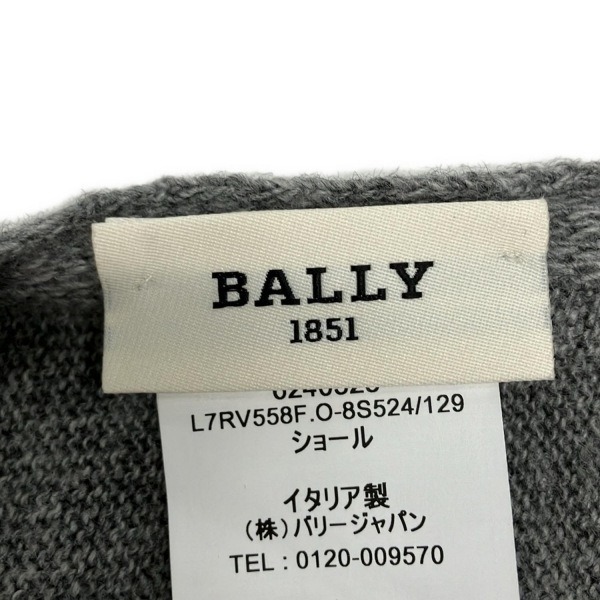 BALLY
1851
L7RV558F.O-8S524/129
ショール
イタリア製
(株)バリージャパン
TEL : 0120-009570